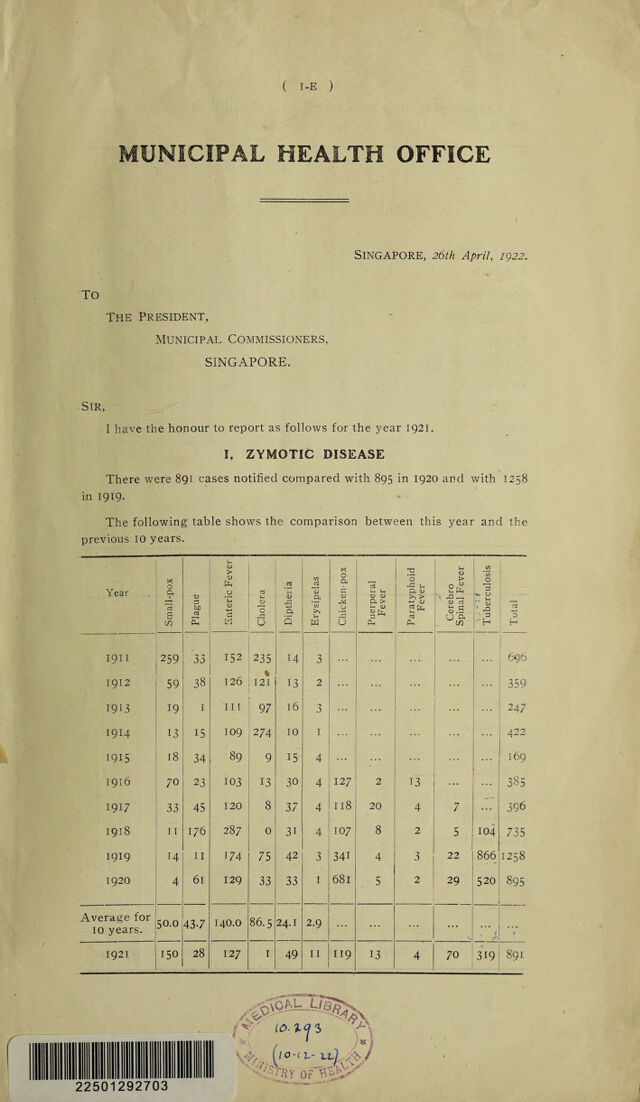 ( I-E )
MUNICIPAL HEALTH OFFICE
SINGAPORE, 26th April, 1922.
TO
THE PRESIDENT,
MUNICIPAL COMMISSIONERS,
SINGAPORE.
SIR,
I have the honour to report as follows for the year 1921.
I. ZYMOTIC DISEASE
There were 891 cases notified compared with 895 in 1920 and with 1258
in 1919.
The following table shows the comparison between this year and the
previous 10 years.
Year Small-pox Plague Enteric Fever Cholera Diptheria Erysipelas Chicken-pox Puerperal Fever Paratyphoid Fever Cerebro Spinal Fever Tuberculosis Total
1911 259 33 152 235 14 3 ... ... ... ... ... 696
1912 59 38 126 121 13 2 ... ... ... ... ... 359
1913 19 1 111 97 16 3 ... ... ... ... ... 247
1914 13 15 109 274 10 1 ... ... ... ... ... 422
1915 18 34 89 9 15 4 ... ... ... ... ... 169
1916 70 23 103 13 30 4 127 2 13 ... ... 385
1917 33 45 120 8 37 4 118 20 4 7 ... 396
1918 11 176 287 0 31 4 107 8 2 5 104 735
1919 14 11 174 75 42 3 341 4 3 22 866 1258
1920 4 61 129 33 33 1 681 5 2 29 520 895
Average for
10 years. 50.0 43.7 140.0 86.5 24.1 2.9 ... ... ... ... ... ...
1921 150 28 127 1 49 11 119 13 4 70 319 891
MEDICAL LIBRARY
10.293
(10-12-22)
MINISTRY OF HEALTH
22501292703